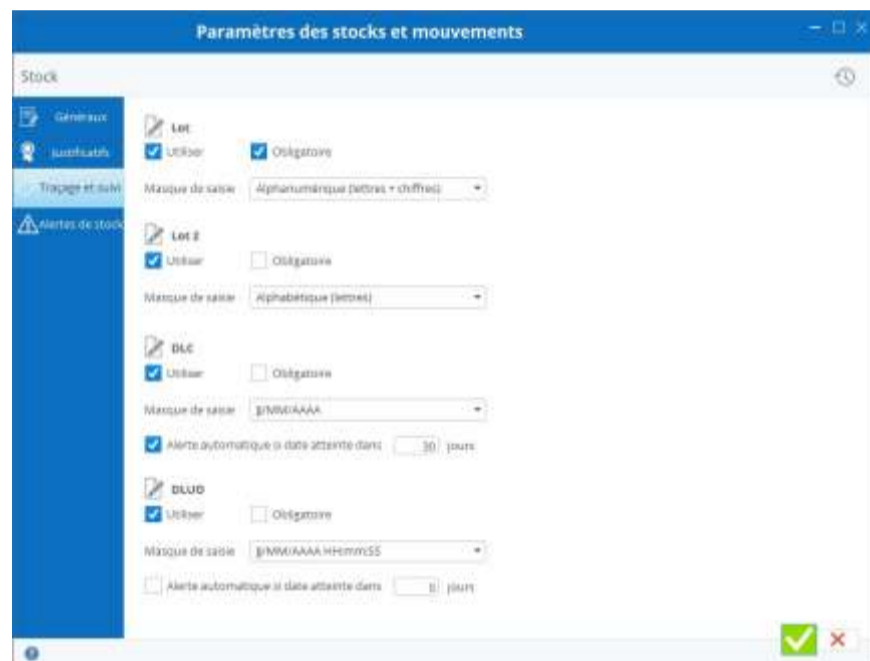 Paramètres des stocks et mouvements
Stock
Généraux
Justificatifs
Traçage et suivi
Alertes de stock
Lot
Utiliser Obligatoire
Masque de saisie Alphanumérique (lettres + chiffres)
Lot 2
Utiliser Obligatoire
Masque de saisie Alphabétique (lettres)
DLC
Utiliser Obligatoire
Masque de saisie JJ/MM/AAAA
Alerte automatique si date atteinte dans 30 jours
DLUO
Utiliser Obligatoire
Masque de saisie JJ/MM/AAAA HH:mm:SS
Alerte automatique si date atteinte dans 0 jours